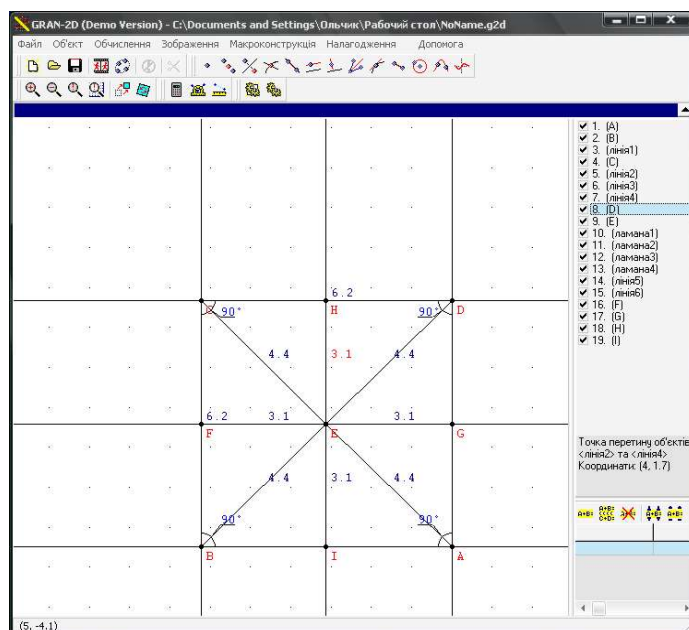 GRAN-2D (Demo Version) - C:\Documents and Settings\Ольчик\Рабочий стол\NoName.g2d
Файл Об'єкт Обчислення Зображення Макроконструкція Налагодження Допомога
1. (A)
2. (B)
3. (лінія1)
4. (C)
5. (лінія2)
6. (лінія3)
7. (лінія4)
8. (D)
9. (E)
10. (ламана1)
11. (ламана2)
12. (ламана3)
13. (ламана4)
14. (лінія5)
15. (лінія6)
16. (F)
17. (G)
18. (H)
19. (I)
6.2
C 90° H 90° D
4.4 3.1 4.4
6.2 3.1 3.1
F E G
4.4 3.1 4.4
90° 90°
B I A
Точка перетину об'єктів
<лінія2> та <лінія4>
Координати: (4, 1.7)
(5, -4.1)